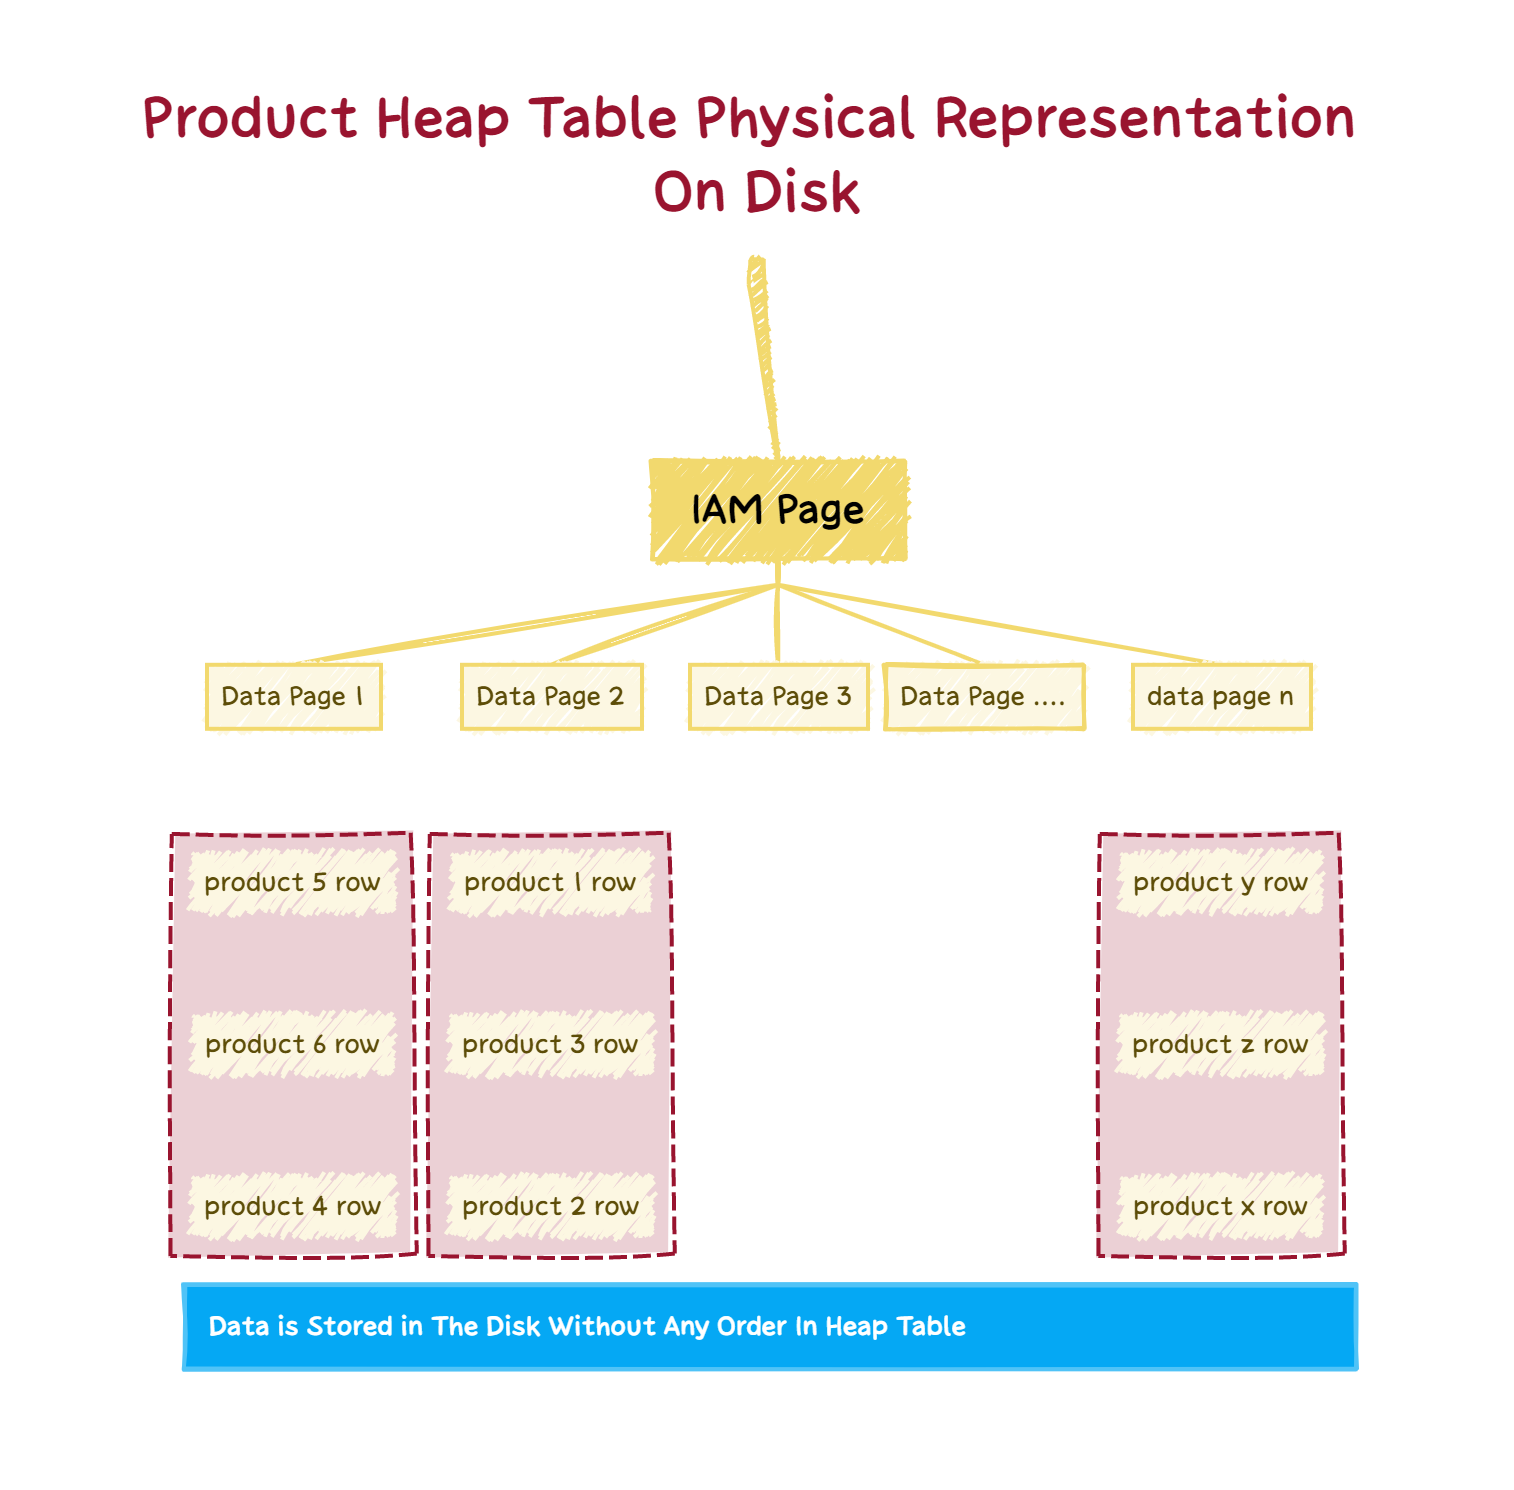 Product Heap Table Physical Representation
On Disk
IAM Page
Data Page 1
Data Page 2
Data Page 3
Data Page ....
data page n
product 5 row
product 1 row
product y row
product 6 row
product 3 row
product z row
product 4 row
product 2 row
product x row
Data is Stored in The Disk Without Any Order In Heap Table